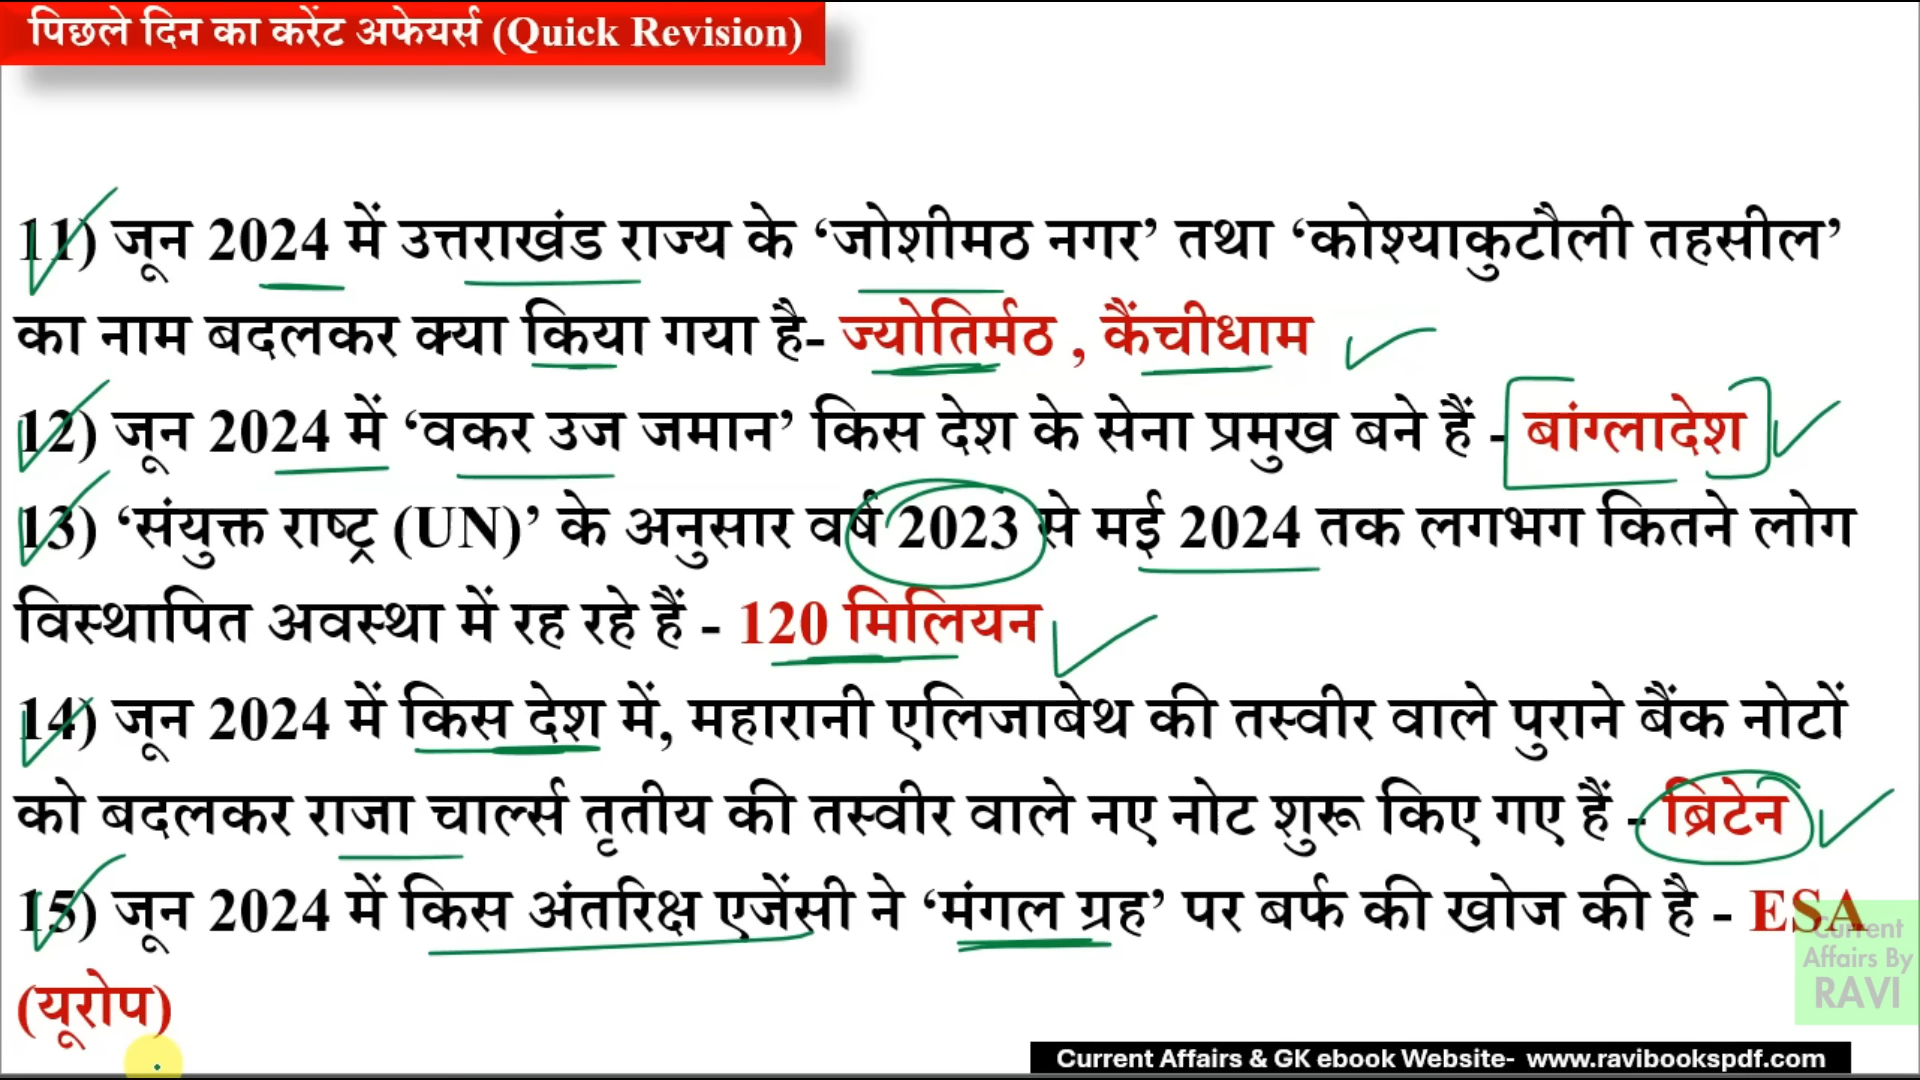 पिछले दिन का करेंट अफेयर्स (Quick Revision)
11) जून 2024 में उत्तराखंड राज्य के ‘जोशीमठ नगर’ तथा ‘कोश्याकुटौली तहसील’
का नाम बदलकर क्या किया गया है- ज्योतिर्मठ , कैंचीधाम
12) जून 2024 में ‘वकर उज जमान’ किस देश के सेना प्रमुख बने हैं - बांग्लादेश
13) ‘संयुक्त राष्ट्र (UN)’ के अनुसार वर्ष 2023 से मई 2024 तक लगभग कितने लोग
विस्थापित अवस्था में रह रहे हैं - 120 मिलियन
14) जून 2024 में किस देश में, महारानी एलिजाबेथ की तस्वीर वाले पुराने बैंक नोटों
को बदलकर राजा चार्ल्स तृतीय की तस्वीर वाले नए नोट शुरू किए गए हैं - ब्रिटेन
15) जून 2024 में किस अंतरिक्ष एजेंसी ने ‘मंगल ग्रह’ पर बर्फ की खोज की है - ESA
(यूरोप)
Current
Affairs By
RAVI
Current Affairs & GK ebook Website- www.ravibookspdf.com